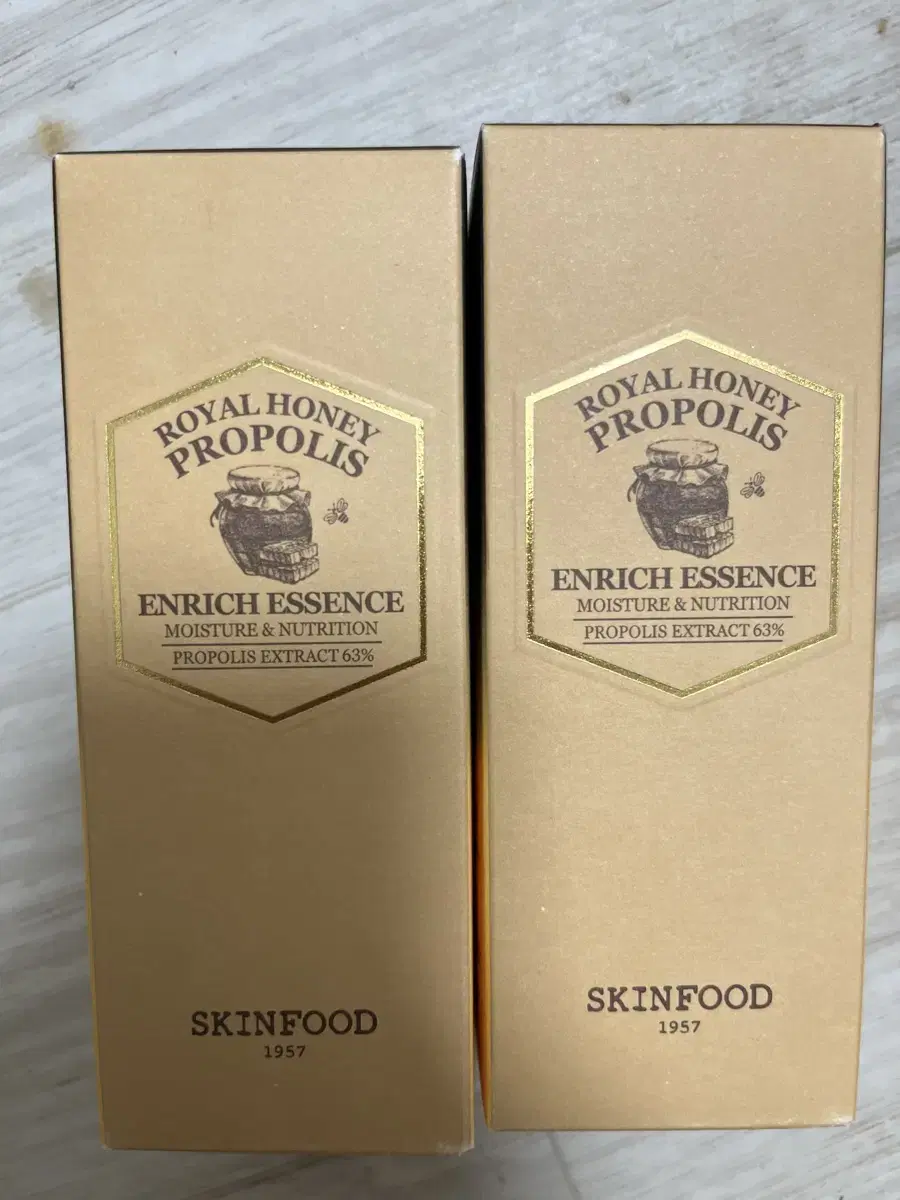 ROYAL HONEY
PROPOLIS
ENRICH ESSENCE
MOISTURE & NUTRITION
PROPOLIS EXTRACT 63%
SKINFOOD
1957
ROYAL HONEY
PROPOLIS
ENRICH ESSENCE
MOISTURE & NUTRITION
PROPOLIS EXTRACT 63%
SKINFOOD
1957